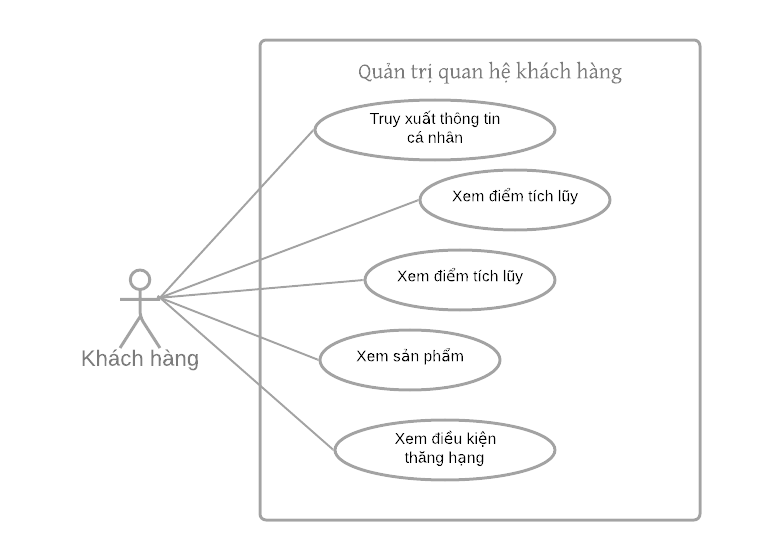 Quản trị quan hệ khách hàng
Truy xuất thông tin
cá nhân
Xem điểm tích lũy
Xem điểm tích lũy
Xem sản phẩm
Khách hàng
Xem điều kiện
thăng hạng